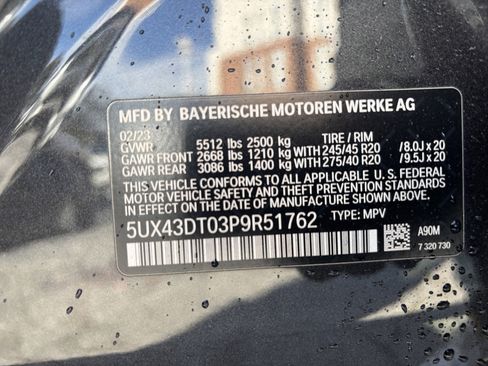 MFD BY BAYERISCHE MOTOREN WERKE AG
02/23
GVWR 5512 lbs 2500 kg TIRE / RIM
GAWR FRONT 2668 lbs 1210 kg WITH 245/45 R20 /8.0J x 20
GAWR REAR 3086 lbs 1400 kg WITH 275/40 R20 /9.5J x 20
THIS VEHICLE CONFORMS TO ALL APPLICABLE U. S. FEDERAL
MOTOR VEHICLE SAFETY AND THEFT PREVENTION STANDARDS
IN EFFECT ON THE DATE OF MANUFACTURE SHOWN ABOVE.
5UX43DT03P9R51762 TYPE: MPV A90M
7 320 730